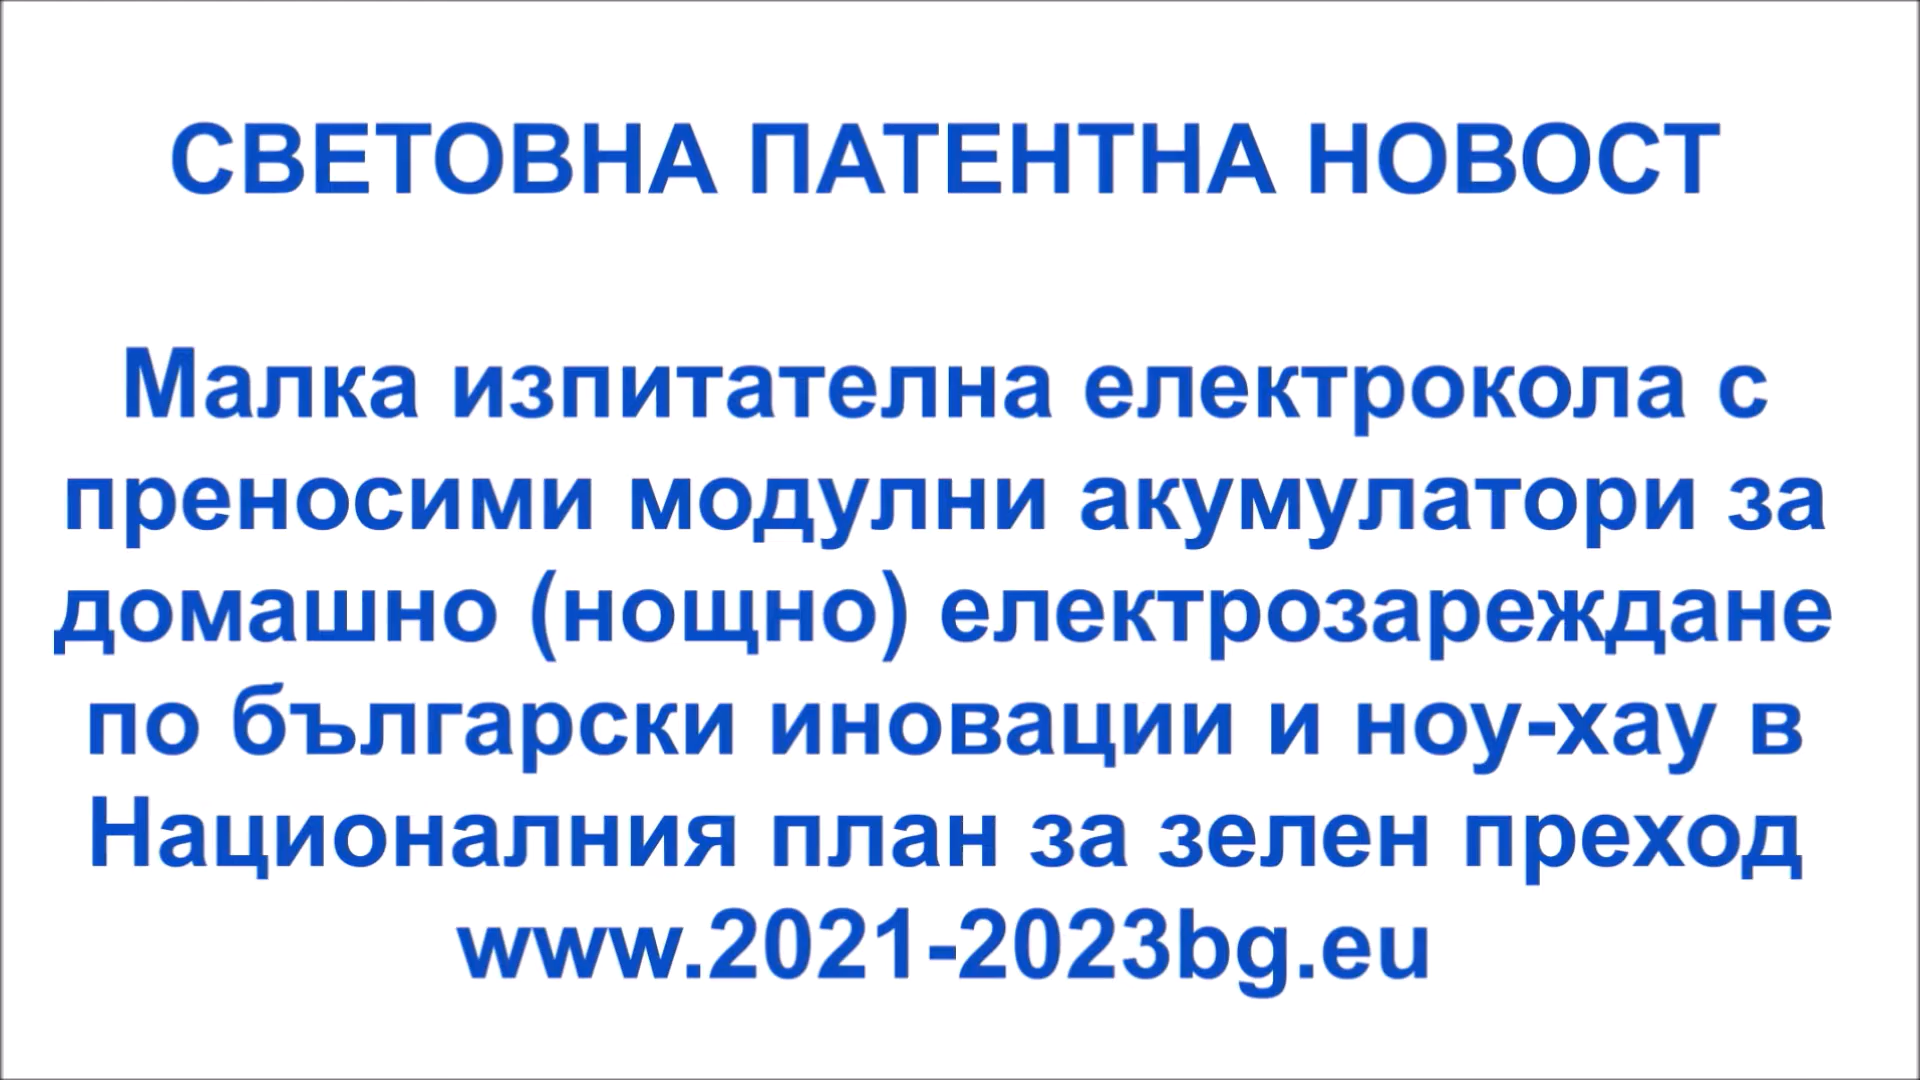 СВЕТОВНА ПАТЕНТНА НОВОСТ
Малка изпитателна електрокола с
преносими модулни акумулатори за
домашно (нощно) електрозареждане
по български иновации и ноу-хау в
Националния план за зелен преход
www.2021-2023bg.eu